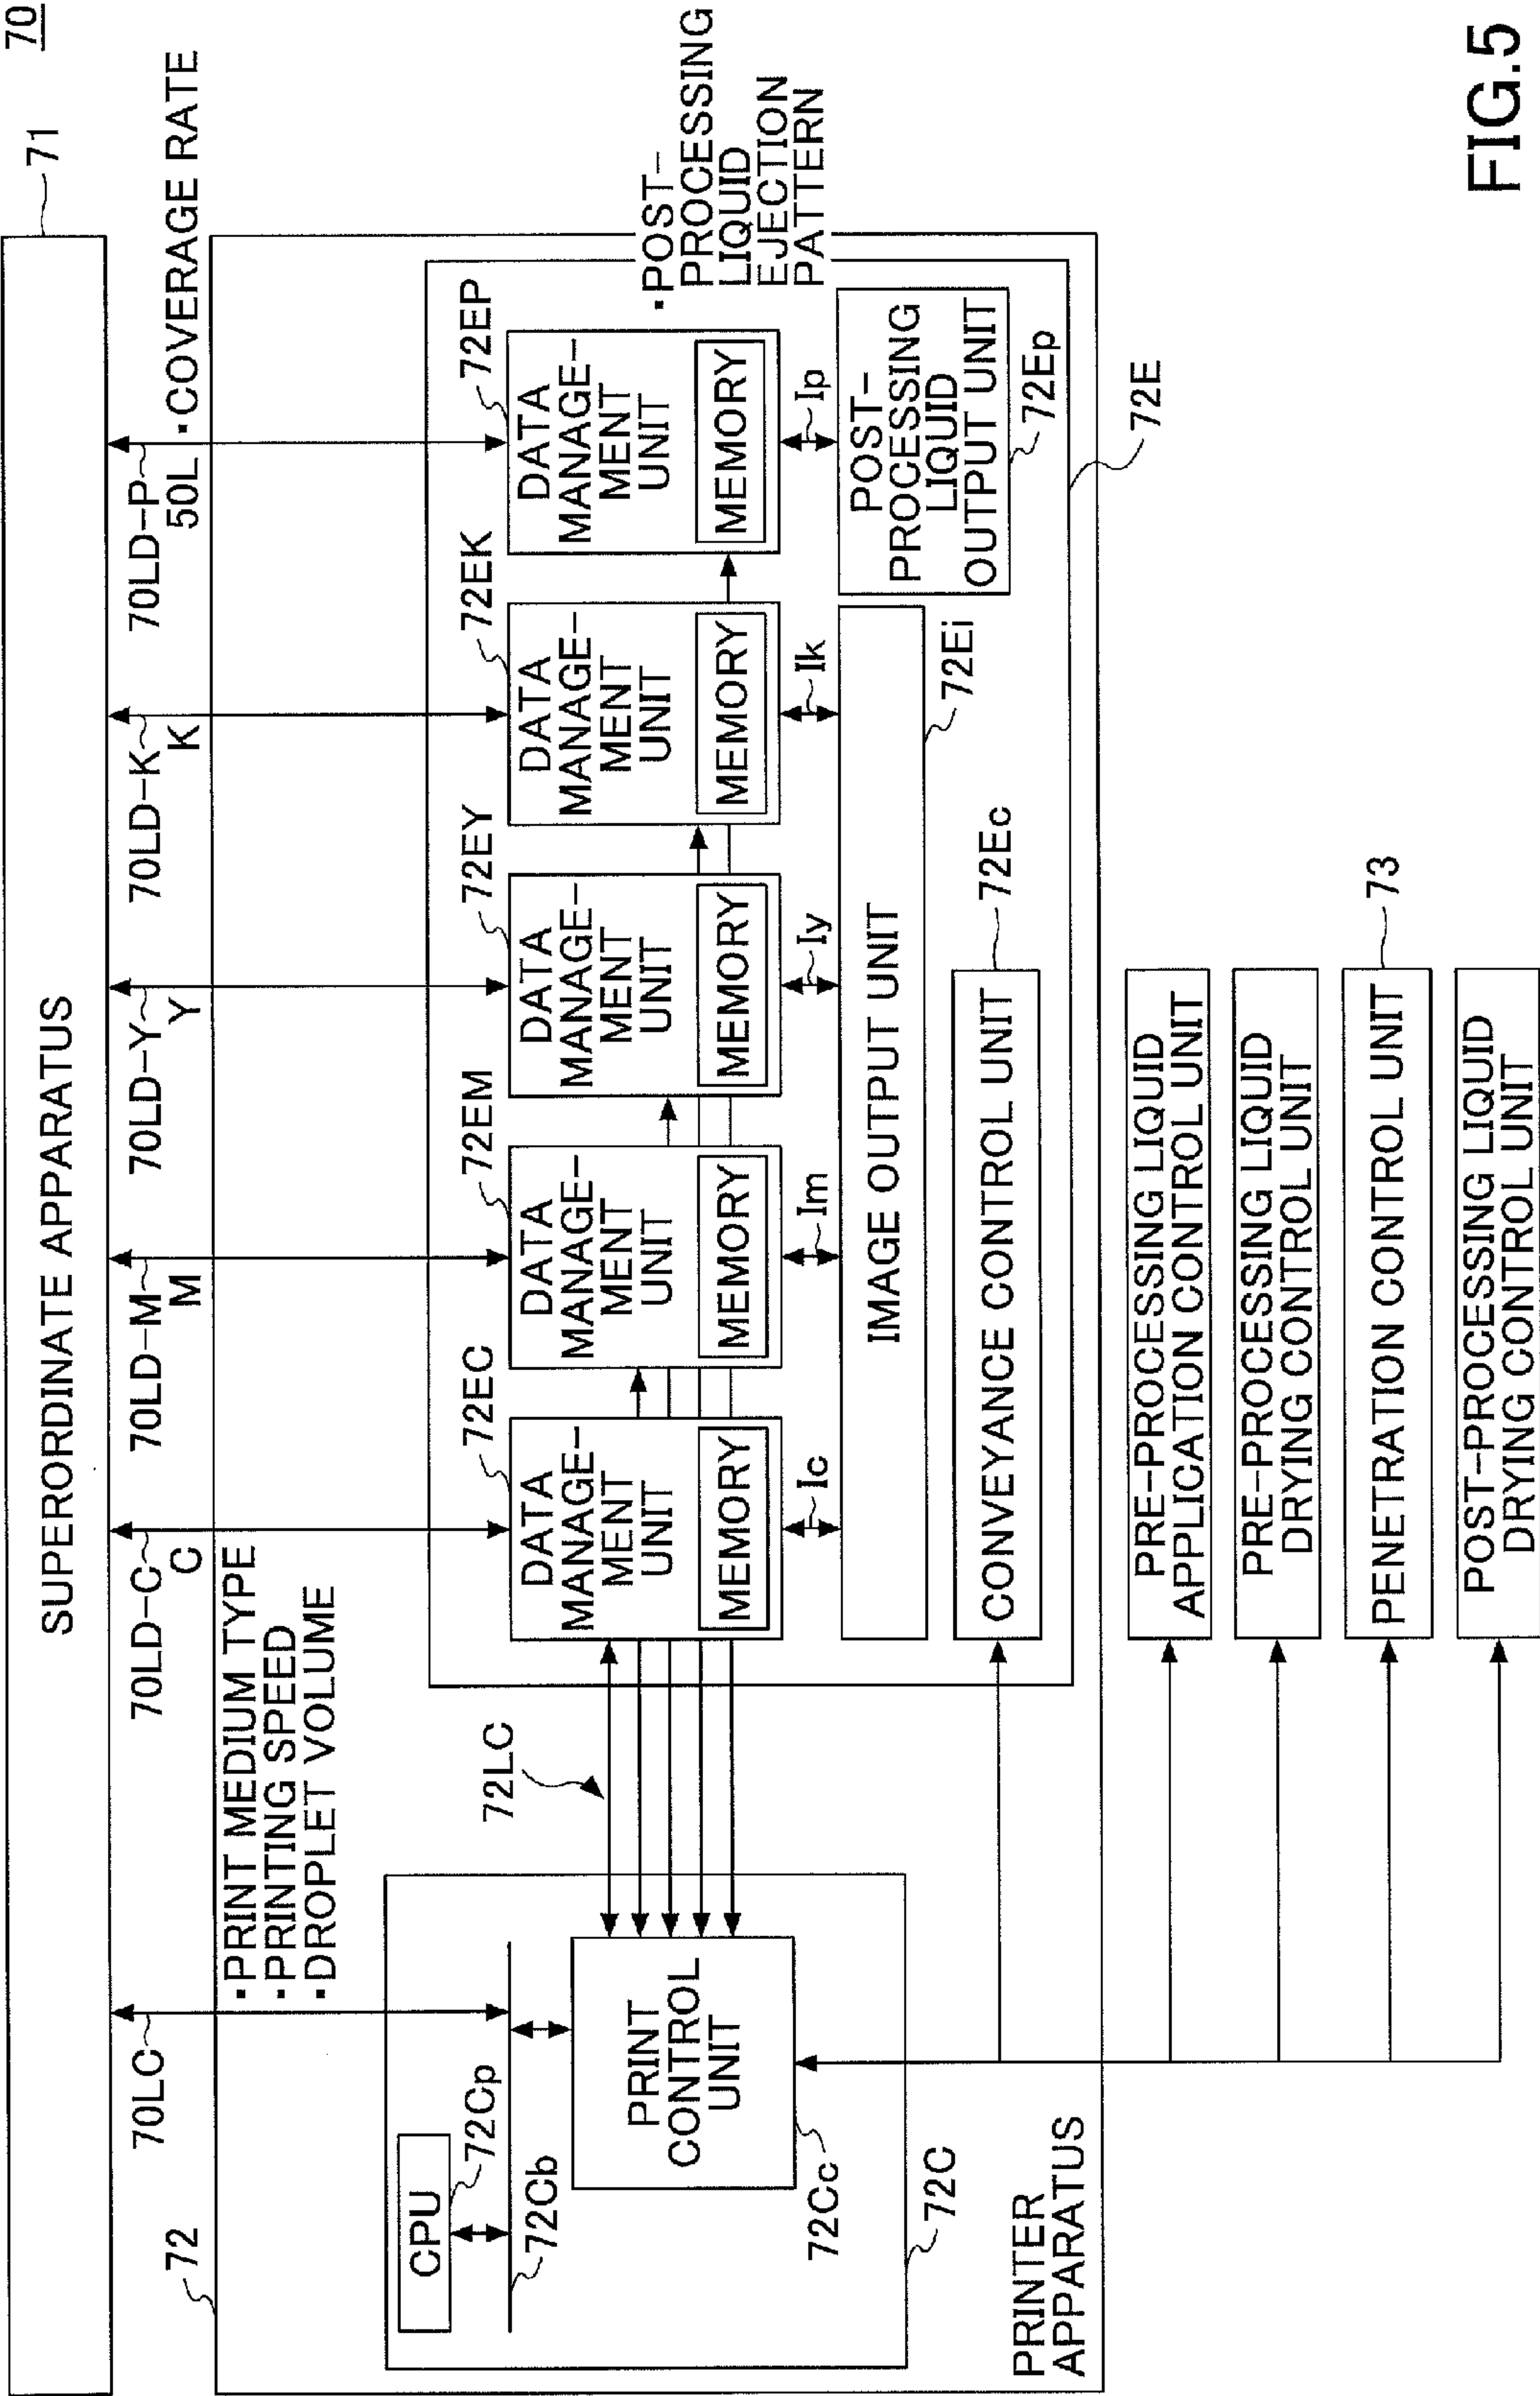 70
SUPERORDINATE APPARATUS
71
72
70LC
70LD-C
C
70LD-M
M
70LD-Y
Y
70LD-K
K
70LD-P
50L
・COVERAGE RATE
・PRINT MEDIUM TYPE
・PRINTING SPEED
・DROPLET VOLUME
CPU
72Cp
72Cb
PRINT
CONTROL
UNIT
72Cc
72C
72LC
72EC
DATA
MANAGE-
MENT
UNIT
MEMORY
72EM
DATA
MANAGE-
MENT
UNIT
MEMORY
72EY
DATA
MANAGE-
MENT
UNIT
MEMORY
72EK
DATA
MANAGE-
MENT
UNIT
MEMORY
72EP
DATA
MANAGE-
MENT
UNIT
MEMORY
・POST-
PROCESSING
LIQUID
EJECTION
PATTERN
Ic
Im
Iy
Ik
Ip
IMAGE OUTPUT UNIT
72Ei
POST-
PROCESSING
LIQUID
OUTPUT UNIT
72Ep
CONVEYANCE CONTROL UNIT
72Ec
72E
PRINTER
APPARATUS
PRE-PROCESSING LIQUID
APPLICATION CONTROL UNIT
PRE-PROCESSING LIQUID
DRYING CONTROL UNIT
PENETRATION CONTROL UNIT
73
POST-PROCESSING LIQUID
DRYING CONTROL UNIT
FIG.5